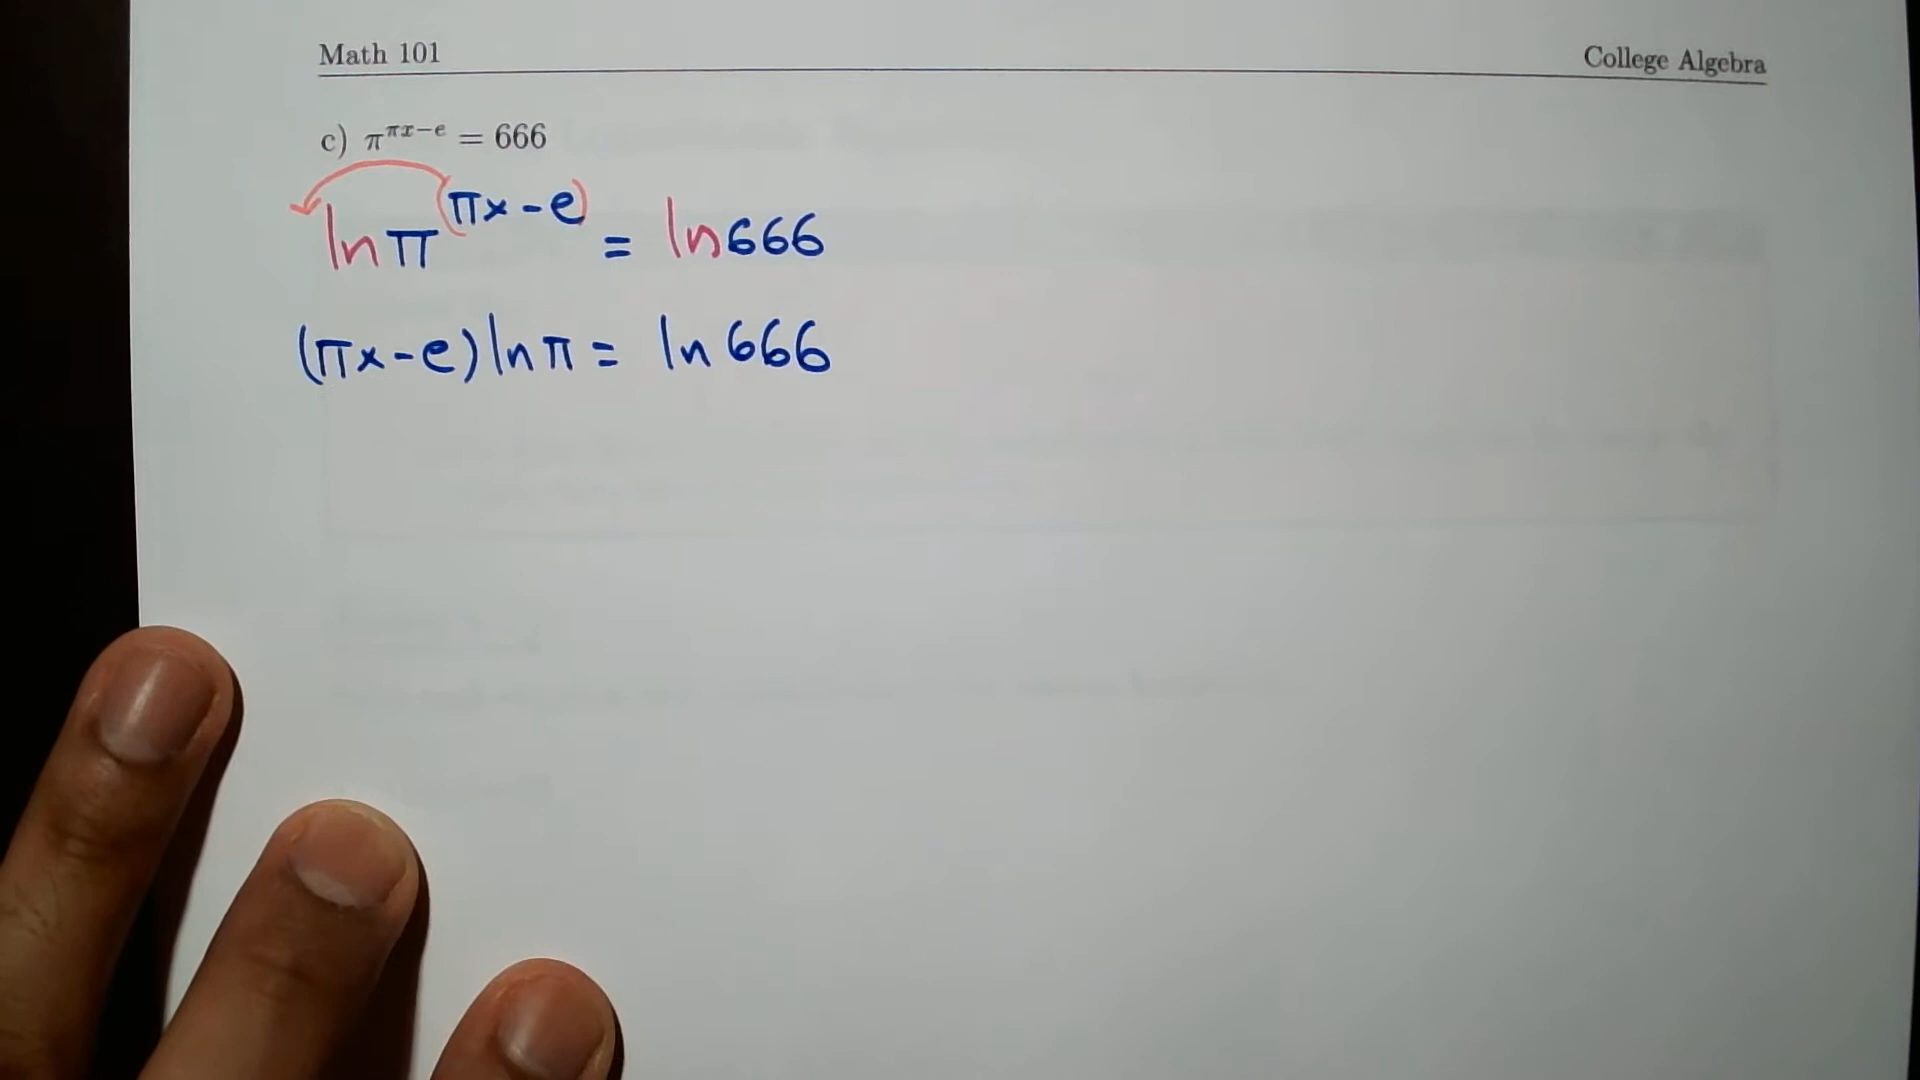 Math 101 College Algebra
c) π^{πx−e} = 666
ln π^{(πx-e)} = ln 666
(πx-e) ln π = ln 666